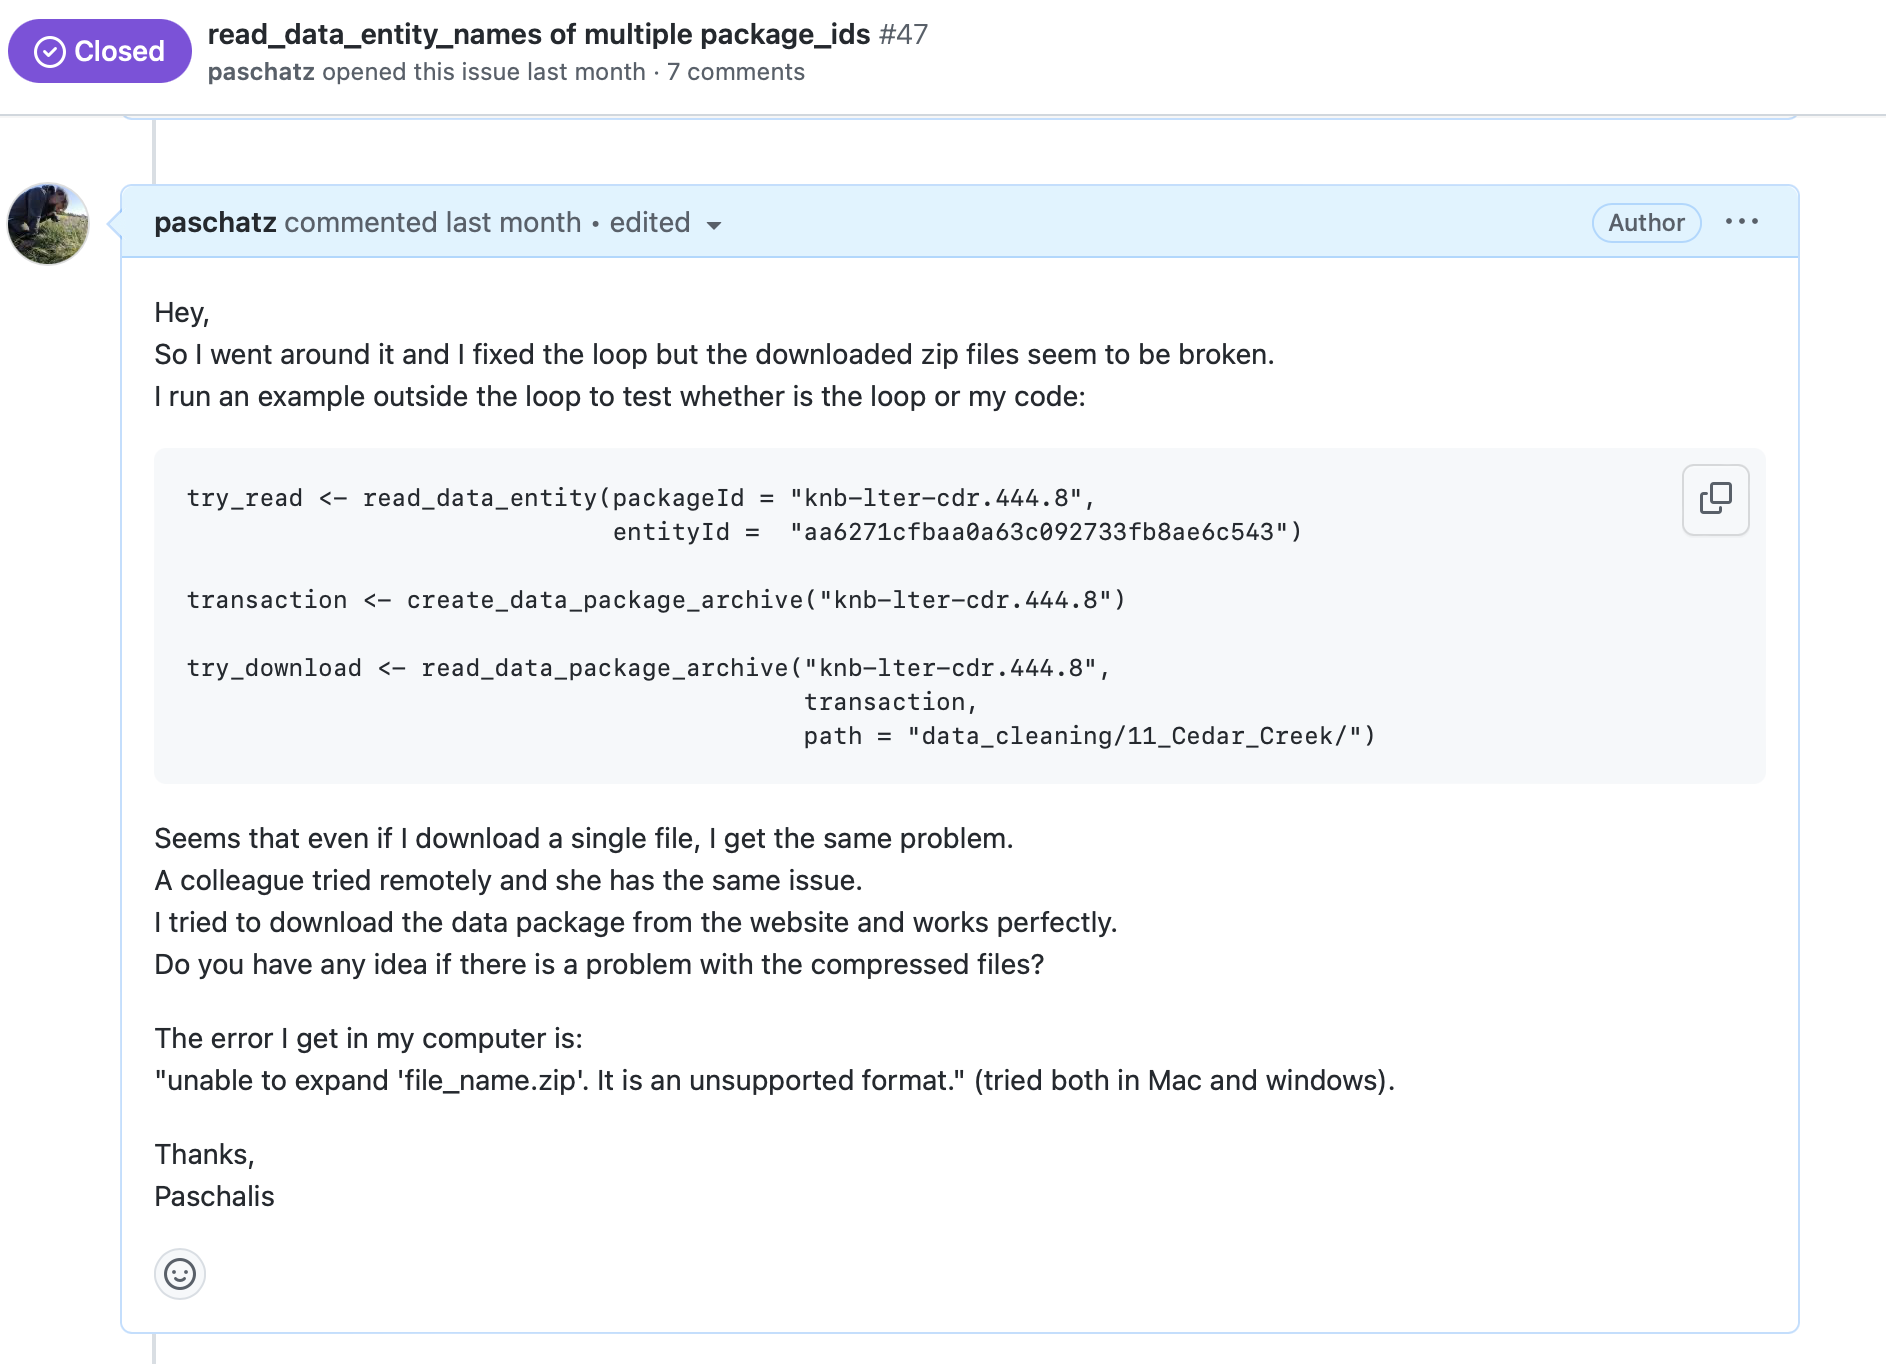 Closed
read_data_entity_names of multiple package_ids #47
paschatz opened this issue last month · 7 comments
paschatz commented last month • edited
Author
Hey,
So I went around it and I fixed the loop but the downloaded zip files seem to be broken.
I run an example outside the loop to test whether is the loop or my code:
try_read <- read_data_entity(packageId = "knb-lter-cdr.444.8",
                             entityId =  "aa6271cfbaa0a63c092733fb8ae6c543")
transaction <- create_data_package_archive("knb-lter-cdr.444.8")
try_download <- read_data_package_archive("knb-lter-cdr.444.8",
                                          transaction,
                                          path = "data_cleaning/11_Cedar_Creek/")
Seems that even if I download a single file, I get the same problem.
A colleague tried remotely and she has the same issue.
I tried to download the data package from the website and works perfectly.
Do you have any idea if there is a problem with the compressed files?
The error I get in my computer is:
"unable to expand 'file_name.zip'. It is an unsupported format." (tried both in Mac and windows).
Thanks,
Paschalis